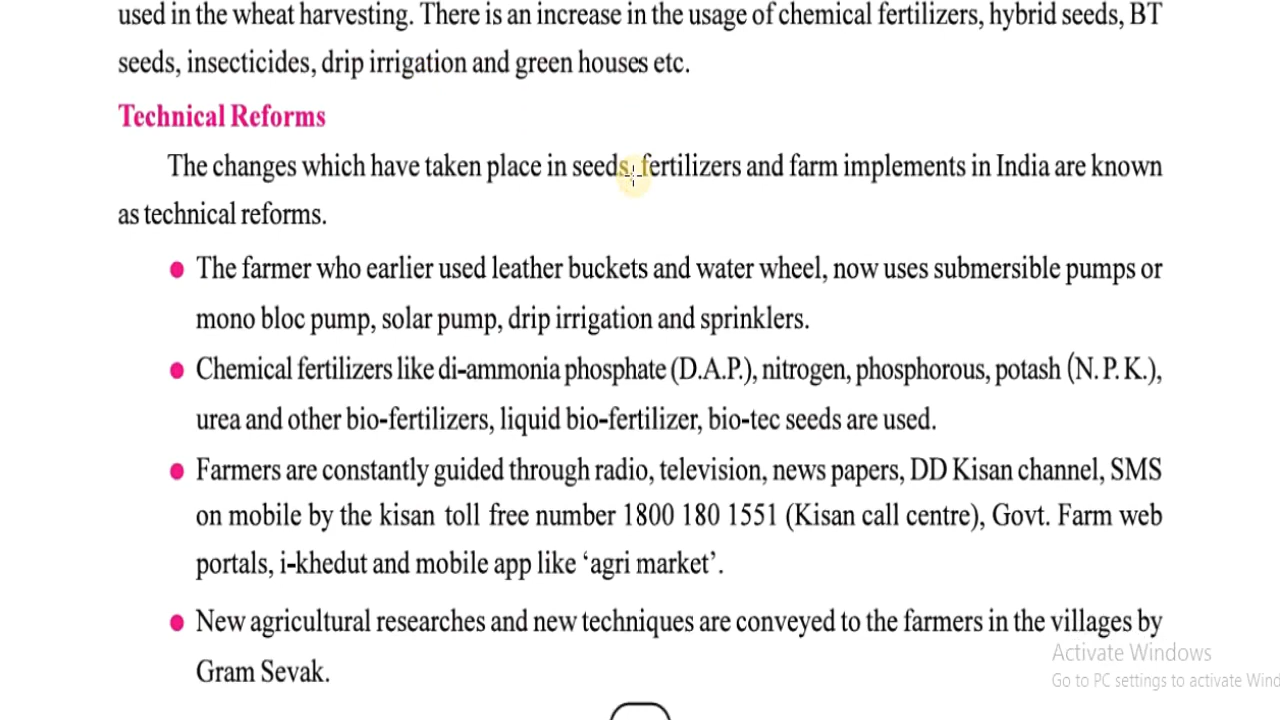 used in the wheat harvesting. There is an increase in the usage of chemical fertilizers, hybrid seeds, BT
seeds, insecticides, drip irrigation and green houses etc.
Technical Reforms
The changes which have taken place in seeds, fertilizers and farm implements in India are known
as technical reforms.
● The farmer who earlier used leather buckets and water wheel, now uses submersible pumps or
mono bloc pump, solar pump, drip irrigation and sprinklers.
● Chemical fertilizers like di-ammonia phosphate (D.A.P.), nitrogen, phosphorous, potash (N. P. K.),
urea and other bio-fertilizers, liquid bio-fertilizer, bio-tec seeds are used.
● Farmers are constantly guided through radio, television, news papers, DD Kisan channel, SMS
on mobile by the kisan toll free number 1800 180 1551 (Kisan call centre), Govt. Farm web
portals, i-khedut and mobile app like ‘agri market’.
● New agricultural researches and new techniques are conveyed to the farmers in the villages by
Gram Sevak.
Activate Windows
Go to PC settings to activate Wind